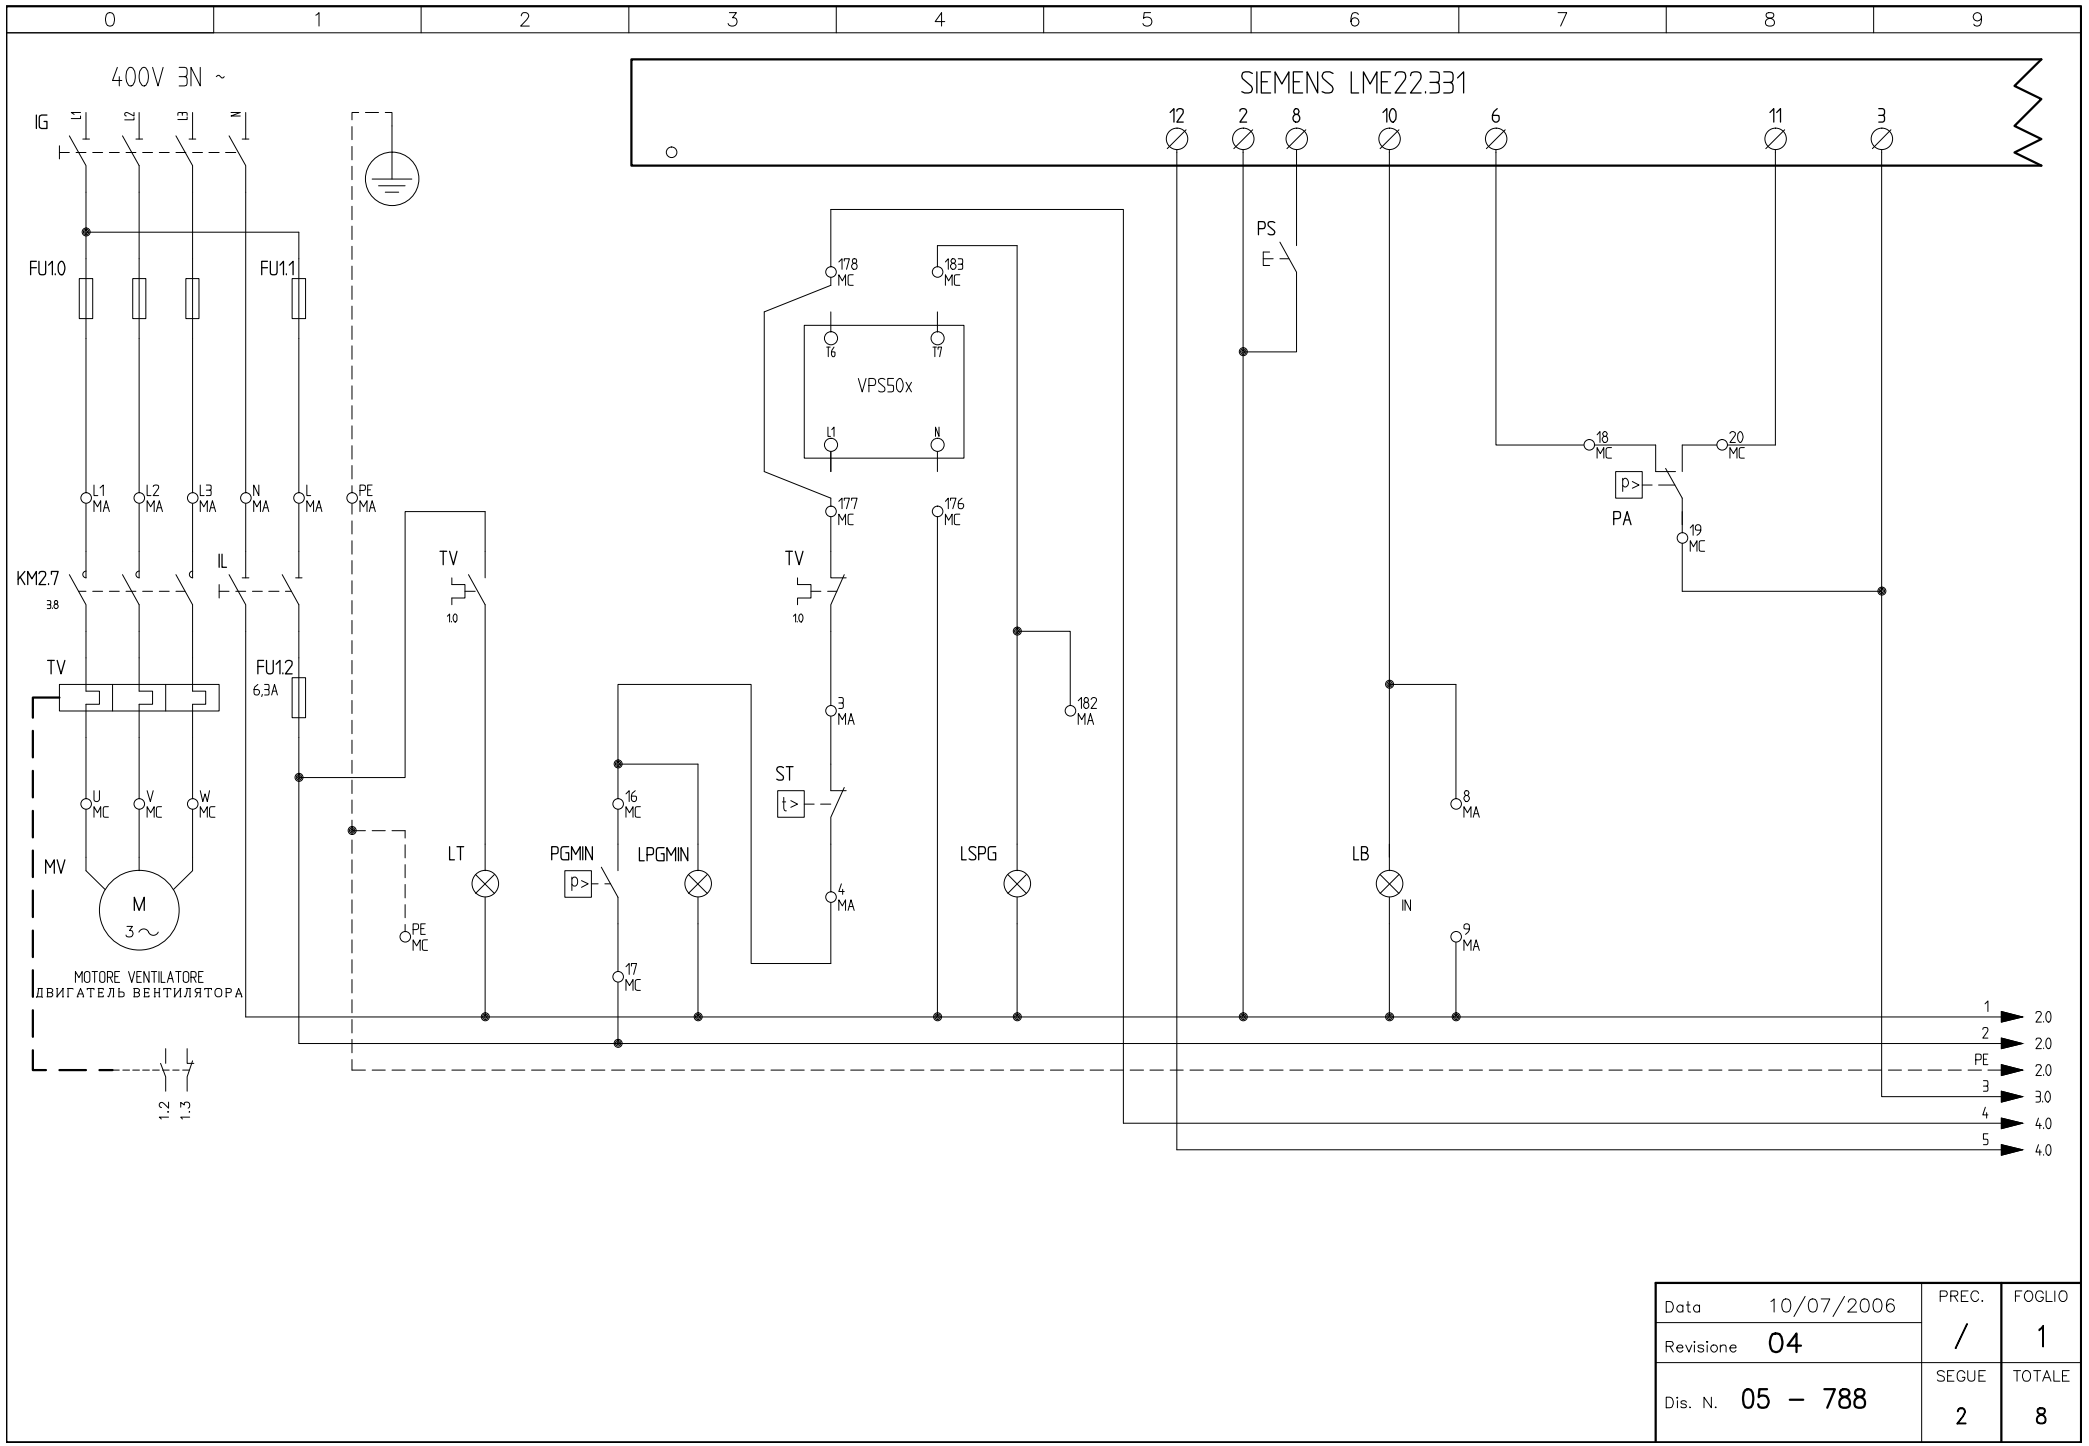 0 1 2 3 4 5 6 7 8 9
400V 3N ~
SIEMENS LME22.331
12 2 8 10 6 11 3
IG
L1 L2 L3 N
PS
E
178
MC
183
MC
FU1.0
FU1.1
T6 T7
VPS50x
L1 N
18
MC
20
MC
p>
PA
19
MC
L1
MA
L2
MA
L3
MA
N
MA
L
MA
PE
MA
177
MC
176
MC
KM2.7
3.8
IL
TV
1.0
TV
1.0
TV
FU1.2
6,3A
3
MA
182
MA
U
MC
V
MC
W
MC
ST
t>
16
MC
8
MA
MV
M
3~
LT
PGMIN
p>
LPGMIN
4
MA
LSPG
LB
IN
PE
MC
9
MA
17
MC
MOTORE VENTILATORE
ДВИГАТЕЛЬ ВЕНТИЛЯТОРА
1 2.0
2 2.0
PE 2.0
3 3.0
4 4.0
5 4.0
1.2 1.3
Data 10/07/2006
PREC.
/
FOGLIO
1
Revisione 04
Dis. N. 05 - 788
SEGUE
2
TOTALE
8